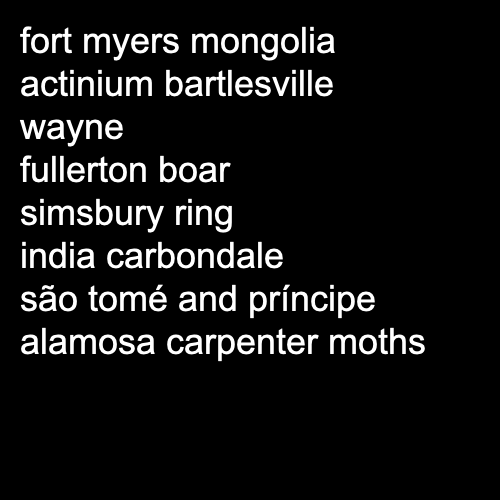 fort myers mongolia
actinium bartlesville
wayne
fullerton boar
simsbury ring
india carbondale
são tomé and príncipe
alamosa carpenter moths